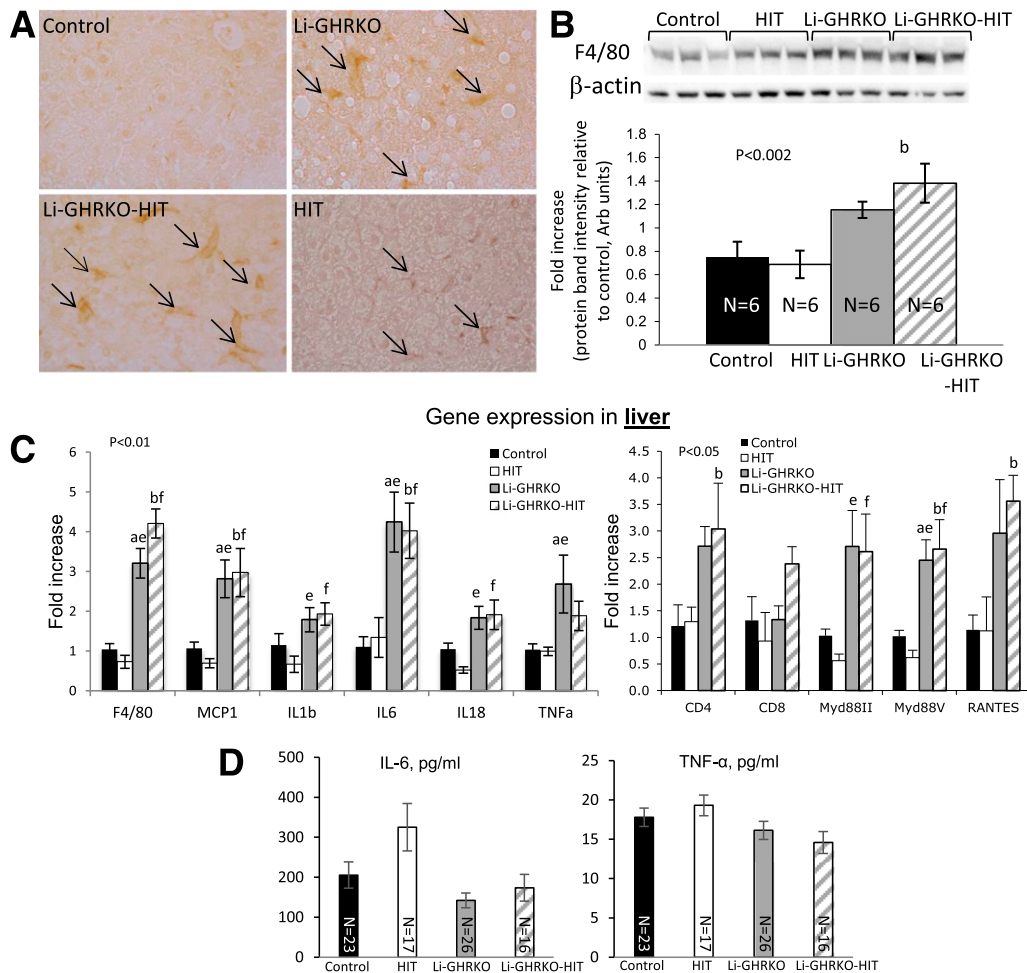 A
Control
Li-GHRKO
Li-GHRKO-HIT
HIT
B
Control HIT Li-GHRKO Li-GHRKO-HIT
F4/80
β-actin
Fold increase
(protein band intensity relative
to control, Arb units)
1.8
1.6
1.4
1.2
1
0.8
0.6
0.4
0.2
0
P<0.002
b
N=6 N=6 N=6 N=6
Control HIT Li-GHRKO Li-GHRKO
-HIT
Gene expression in liver
C
P<0.01
Control
HIT
Li-GHRKO
Li-GHRKO-HIT
Fold increase
6
5
4
3
2
1
0
ae bf ae bf e f ae bf e f ae
F4/80 MCP1 IL1b IL6 IL18 TNFa
P<0.05
Control
HIT
Li-GHRKO
Li-GHRKO-HIT
Fold increase
4.5
4.0
3.5
3.0
2.5
2.0
1.5
1.0
0.5
0.0
b e f ae bf b
CD4 CD8 Myd88II Myd88V RANTES
D
IL-6, pg/ml
500
400
300
200
100
0
N=23 N=17 N=26 N=16
Control HIT Li-GHRKO Li-GHRKO-HIT
TNF-α, pg/ml
25
20
15
10
5
0
N=23 N=17 N=26 N=16
Control HIT Li-GHRKO Li-GHRKO-HIT